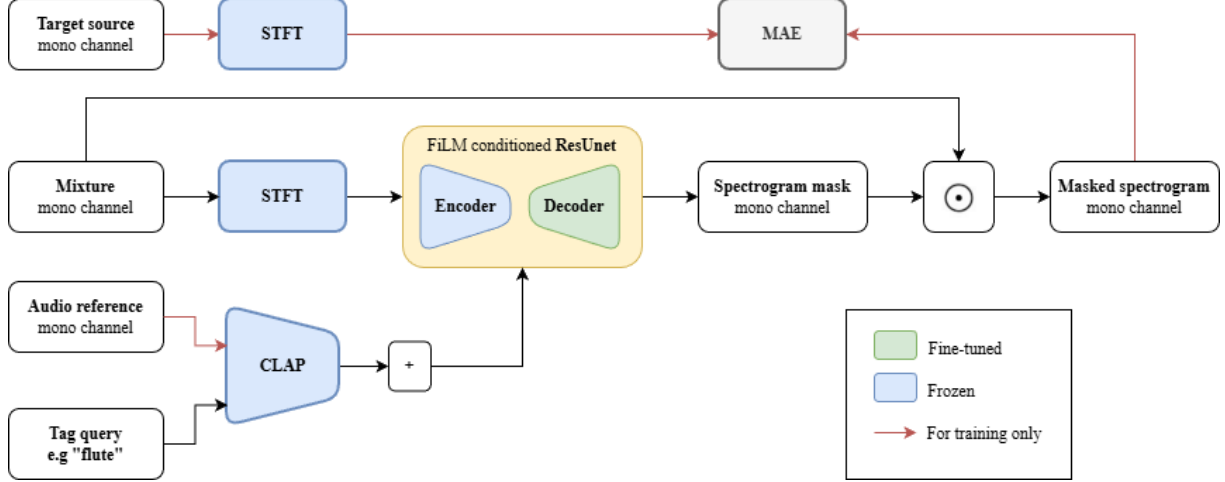 Target source
mono channel
STFT
MAE
FiLM conditioned ResUnet
Mixture
mono channel
STFT
Encoder
Decoder
Spectrogram mask
mono channel
Masked spectrogram
mono channel
Audio reference
mono channel
CLAP
+
Tag query
e.g "flute"
Fine-tuned
Frozen
For training only